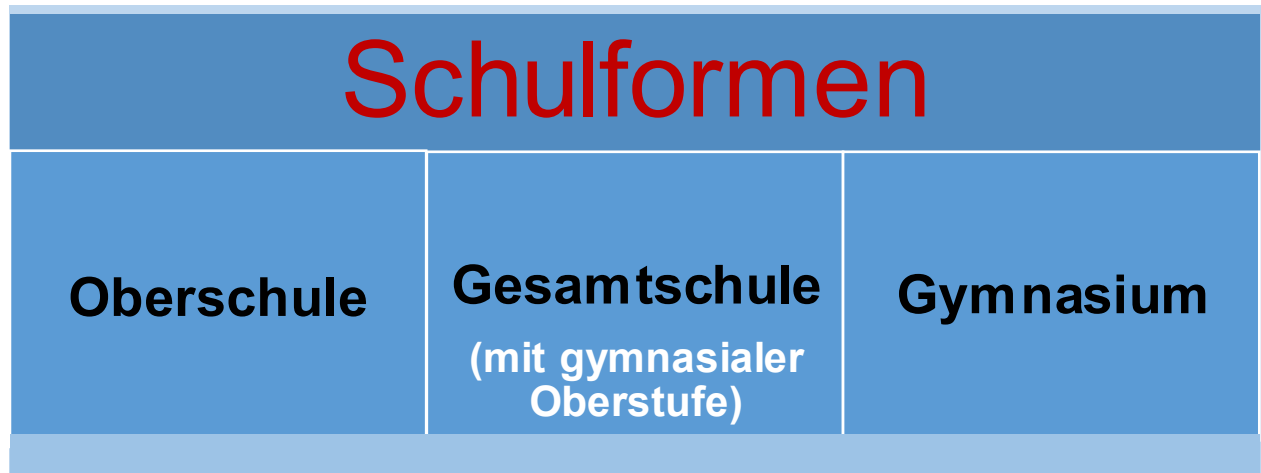 Schulformen
Oberschule
Gesamtschule
(mit gymnasialer
Oberstufe)
Gymnasium